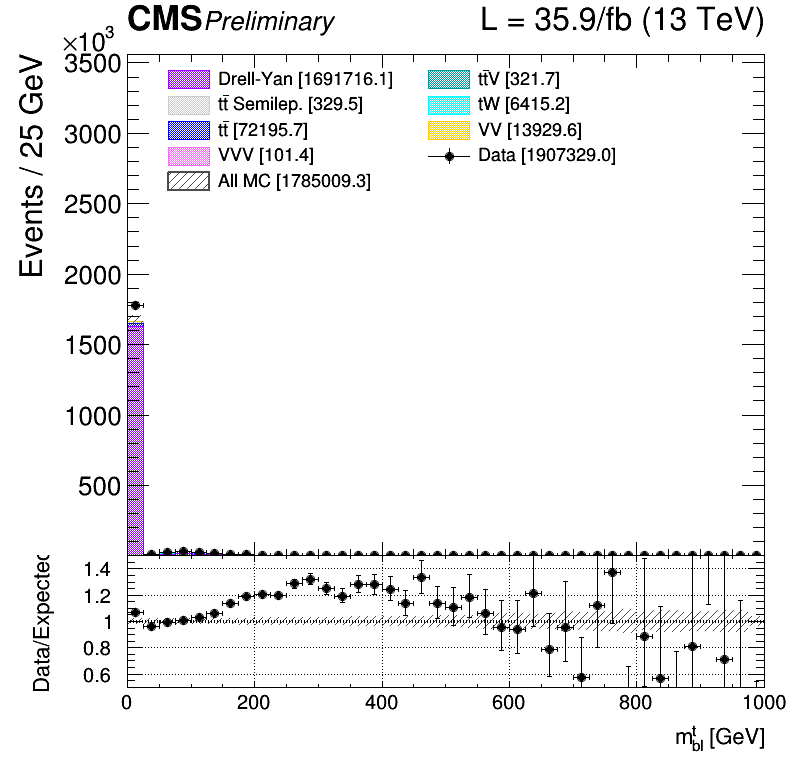 CMS Preliminary L = 35.9/fb (13 TeV)
×10³
Events / 25 GeV
3500
3000
2500
2000
1500
1000
500
Drell-Yan [1691716.1]
tt̄ Semilep. [329.5]
tt̄ [72195.7]
VVV [101.4]
All MC [1785009.3]
tt̄V [321.7]
tW [6415.2]
VV [13929.6]
Data [1907329.0]
Data/Expected
1.4
1.2
1
0.8
0.6
0 200 400 600 800 1000
m_bl^t [GeV]